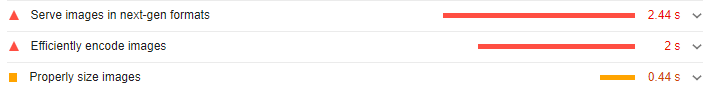 Serve images in next-gen formats 2.44 s
Efficiently encode images 2 s
Properly size images 0.44 s